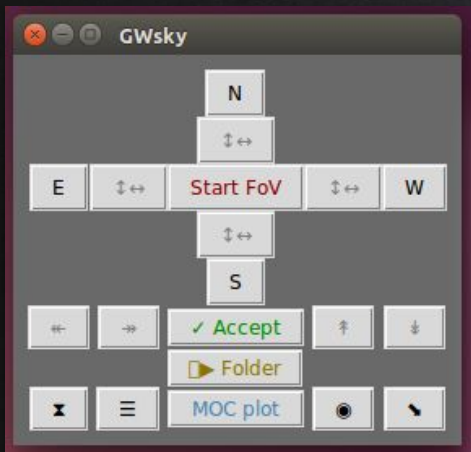 GWsky
N
↕↔
E ↕↔ Start FoV ↕↔ W
↕↔
S
↞ ↠ ✓ Accept ↟ ↡
▯▶ Folder
⧗ ☰ MOC plot ◉ ⬊